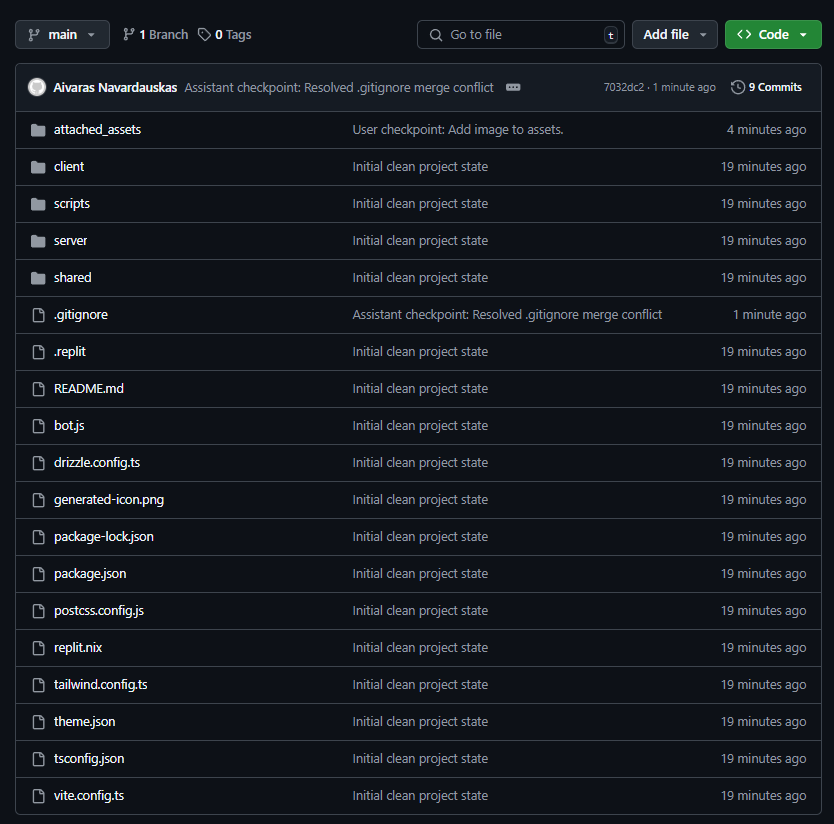 main 1 Branch 0 Tags Go to file t Add file Code
Aivaras Navardauskas Assistant checkpoint: Resolved .gitignore merge conflict 7032dc2 · 1 minute ago 9 Commits
attached_assets User checkpoint: Add image to assets. 4 minutes ago
client Initial clean project state 19 minutes ago
scripts Initial clean project state 19 minutes ago
server Initial clean project state 19 minutes ago
shared Initial clean project state 19 minutes ago
.gitignore Assistant checkpoint: Resolved .gitignore merge conflict 1 minute ago
.replit Initial clean project state 19 minutes ago
README.md Initial clean project state 19 minutes ago
bot.js Initial clean project state 19 minutes ago
drizzle.config.ts Initial clean project state 19 minutes ago
generated-icon.png Initial clean project state 19 minutes ago
package-lock.json Initial clean project state 19 minutes ago
package.json Initial clean project state 19 minutes ago
postcss.config.js Initial clean project state 19 minutes ago
replit.nix Initial clean project state 19 minutes ago
tailwind.config.ts Initial clean project state 19 minutes ago
theme.json Initial clean project state 19 minutes ago
tsconfig.json Initial clean project state 19 minutes ago
vite.config.ts Initial clean project state 19 minutes ago